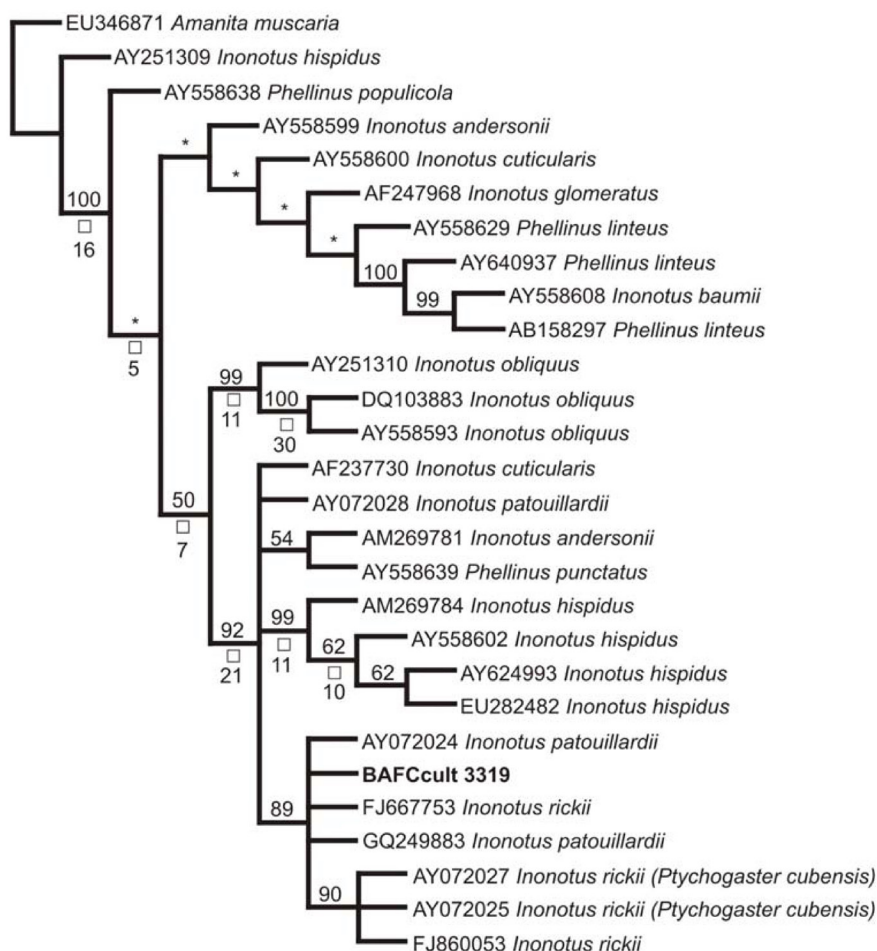 EU346871 Amanita muscaria
AY251309 Inonotus hispidus
AY558638 Phellinus populicola
AY558599 Inonotus andersonii
*
AY558600 Inonotus cuticularis
*
AF247968 Inonotus glomeratus
100
*
□
16
AY558629 Phellinus linteus
*
AY640937 Phellinus linteus
100
AY558608 Inonotus baumii
99
AB158297 Phellinus linteus
*
□
5
AY251310 Inonotus obliquus
99
□
11
DQ103883 Inonotus obliquus
100
□
30
AY558593 Inonotus obliquus
AF237730 Inonotus cuticularis
50
□
7
AY072028 Inonotus patouillardii
AM269781 Inonotus andersonii
54
AY558639 Phellinus punctatus
AM269784 Inonotus hispidus
99
□
11
92
□
21
AY558602 Inonotus hispidus
62
□
10
AY624993 Inonotus hispidus
62
EU282482 Inonotus hispidus
AY072024 Inonotus patouillardii
BAFCcult 3319
89
FJ667753 Inonotus rickii
GQ249883 Inonotus patouillardii
AY072027 Inonotus rickii (Ptychogaster cubensis)
90
AY072025 Inonotus rickii (Ptychogaster cubensis)
FJ860053 Inonotus rickii